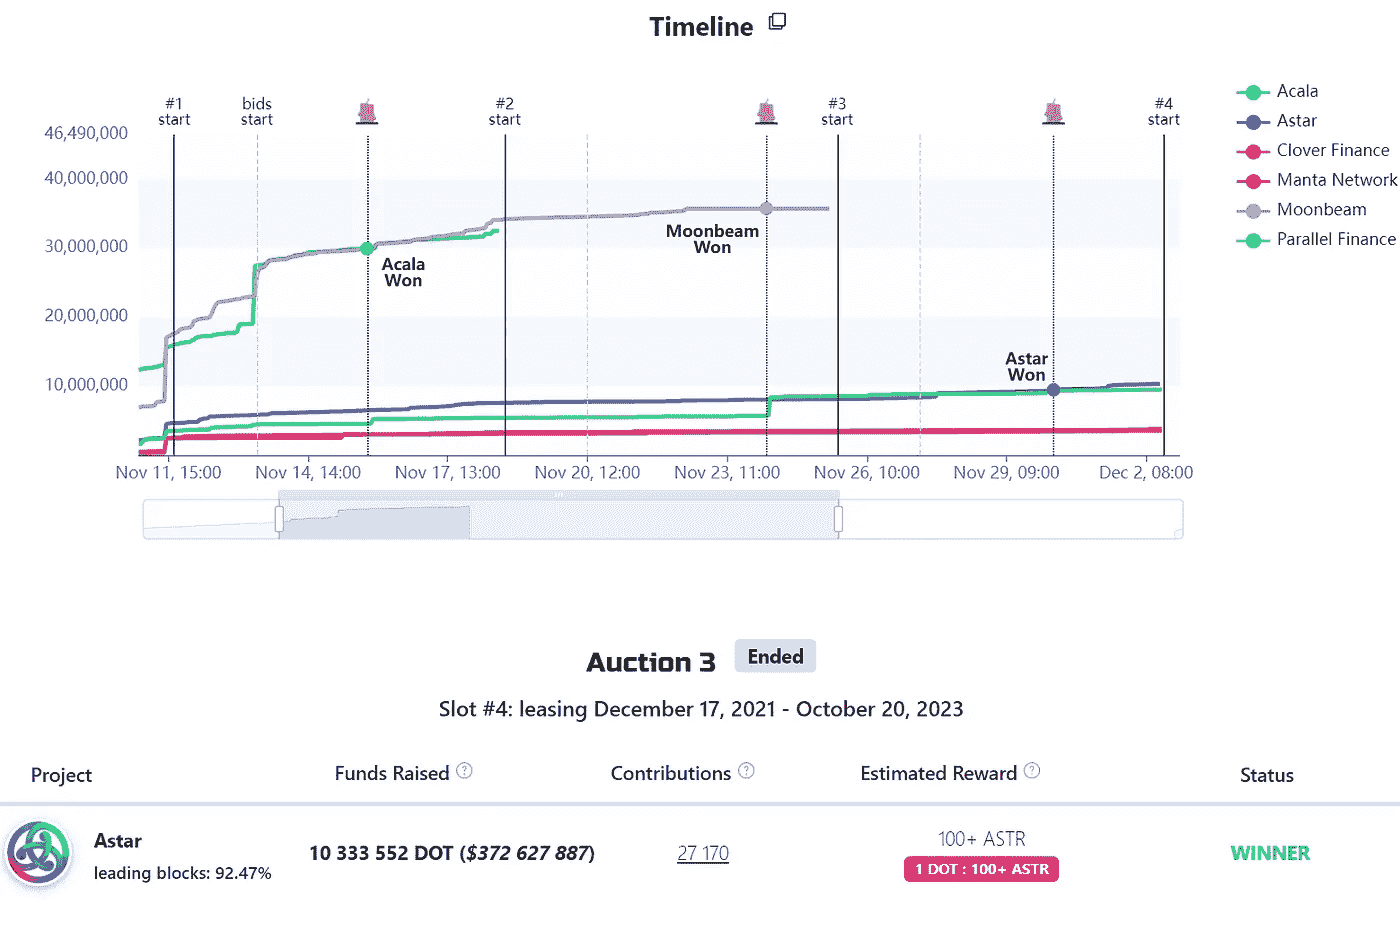 Timeline
#1 start
bids start
#2 start
#3 start
#4 start
Acala
Astar
Clover Finance
Manta Network
Moonbeam
Parallel Finance
46,490,000
40,000,000
30,000,000
20,000,000
10,000,000
Acala
Won
Moonbeam
Won
Astar
Won
Nov 11, 15:00
Nov 14, 14:00
Nov 17, 13:00
Nov 20, 12:00
Nov 23, 11:00
Nov 26, 10:00
Nov 29, 09:00
Dec 2, 08:00
Auction 3 Ended
Slot #4: leasing December 17, 2021 - October 20, 2023
Project Funds Raised ? Contributions ? Estimated Reward ? Status
Astar
leading blocks: 92.47%
10 333 552 DOT ($372 627 887)
27 170
100+ ASTR
1 DOT : 100+ ASTR
WINNER